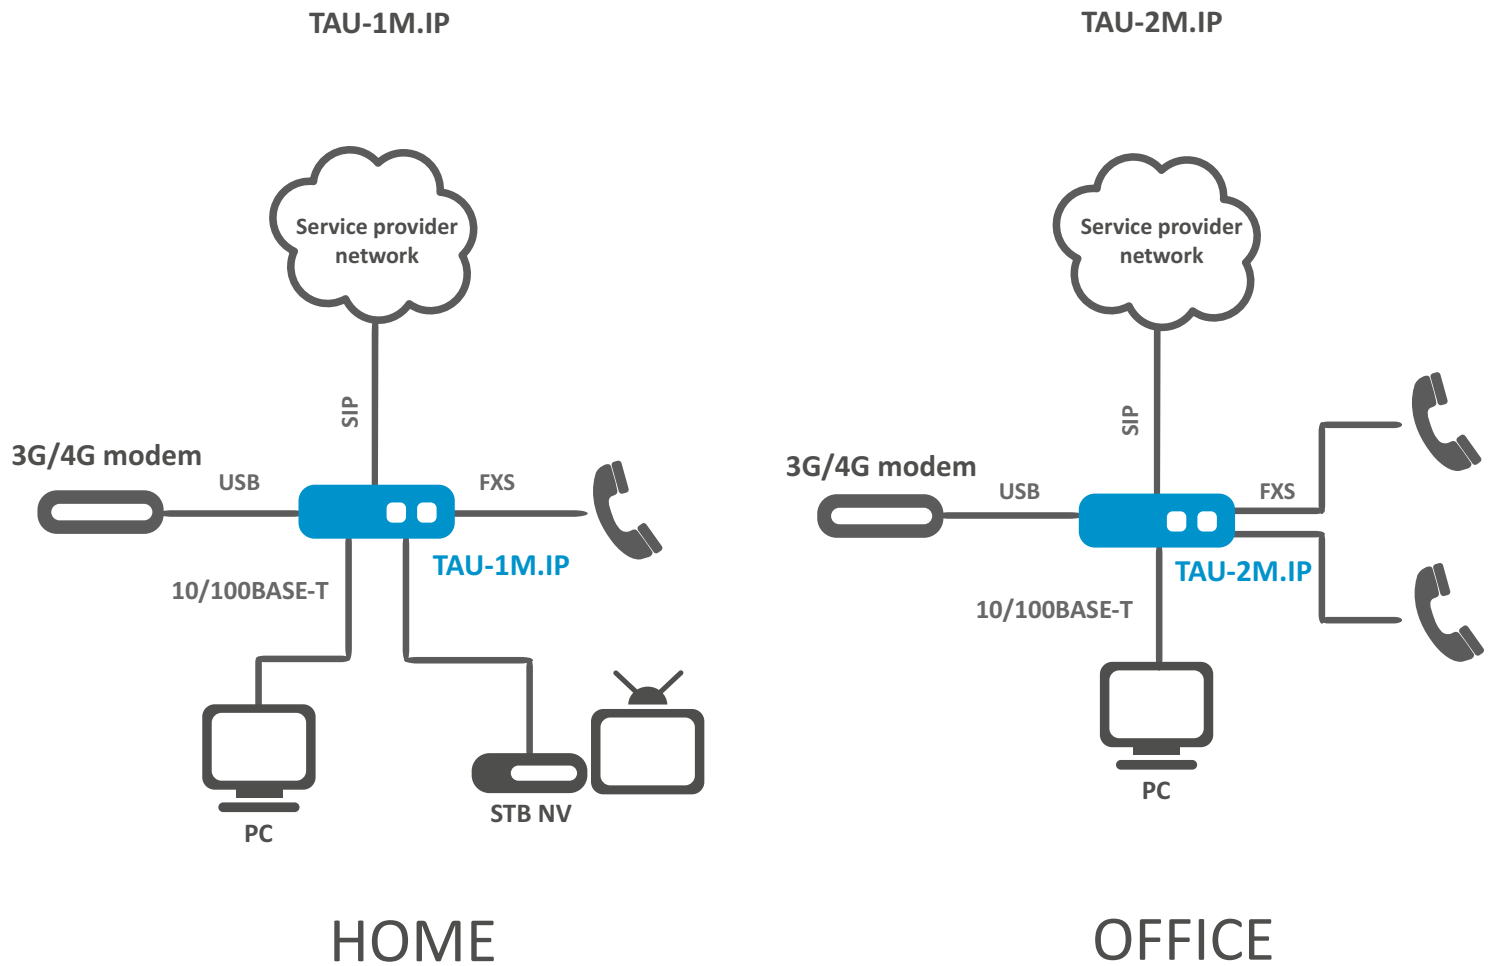 TAU-1M.IP
Service provider
network
SIP
3G/4G modem
USB
FXS
TAU-1M.IP
10/100BASE-T
PC
STB NV
HOME
TAU-2M.IP
Service provider
network
SIP
3G/4G modem
USB
FXS
TAU-2M.IP
10/100BASE-T
PC
OFFICE